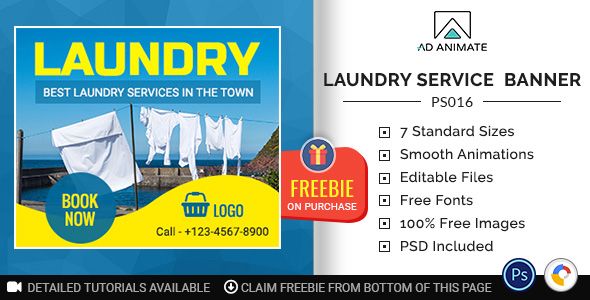 LAUNDRY
BEST LAUNDRY SERVICES IN THE TOWN
BOOK
NOW
LOGO
Call - +123-4567-8900
FREEBIE
ON PURCHASE
AD ANIMATE
LAUNDRY SERVICE BANNER
PS016
7 Standard Sizes
Smooth Animations
Editable Files
Free Fonts
100% Free Images
PSD Included
DETAILED TUTORIALS AVAILABLE
CLAIM FREEBIE FROM BOTTOM OF THIS PAGE
Ps